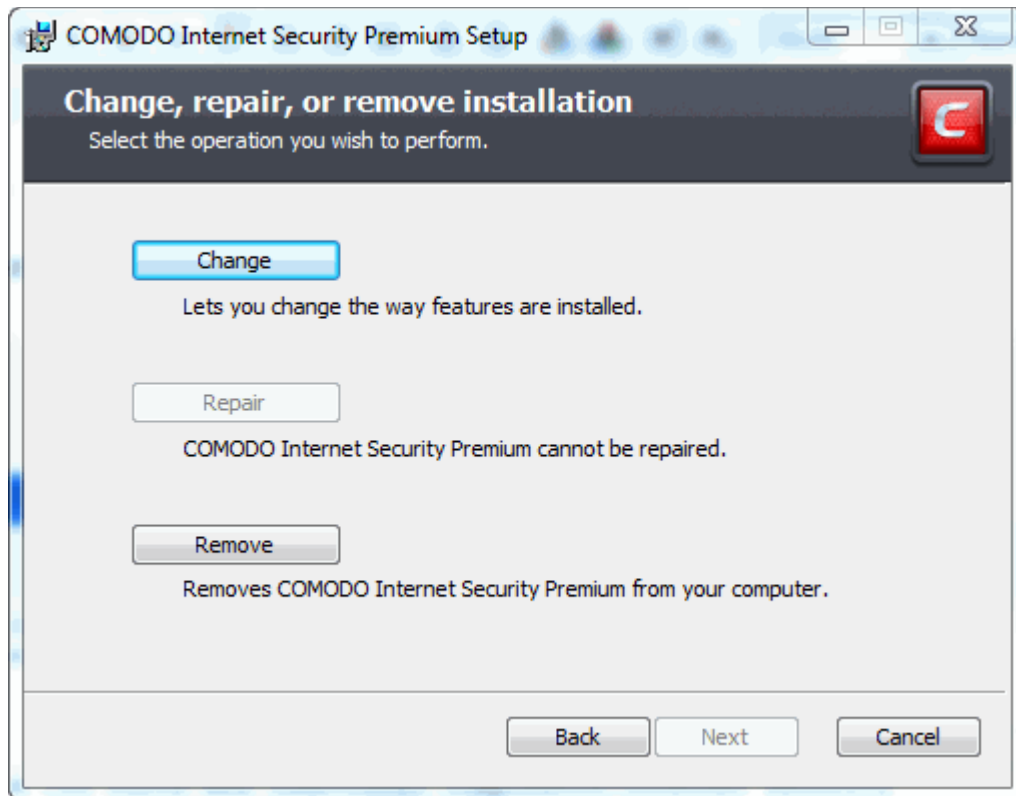 COMODO Internet Security Premium Setup
Change, repair, or remove installation
Select the operation you wish to perform.
C
Change
Lets you change the way features are installed.
Repair
COMODO Internet Security Premium cannot be repaired.
Remove
Removes COMODO Internet Security Premium from your computer.
Back Next Cancel